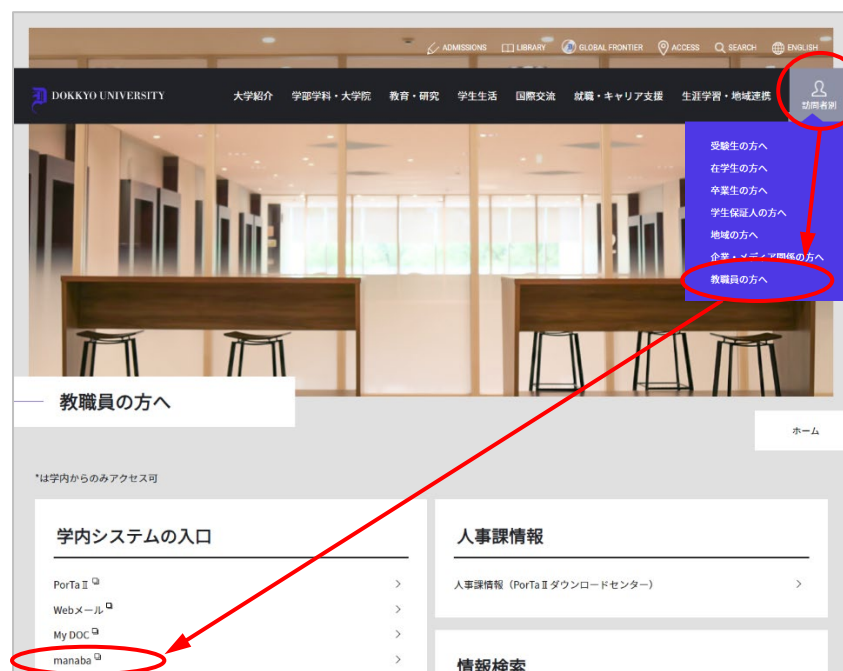 ADMISSIONS LIBRARY GLOBAL FRONTIER ACCESS SEARCH ENGLISH
DOKKYO UNIVERSITY 大学紹介 学部学科・大学院 教育・研究 学生生活 国際交流 就職・キャリア支援 生涯学習・地域連携 訪問者別
受験生の方へ
在学生の方へ
卒業生の方へ
学生保証人の方へ
地域の方へ
企業・メディア関係の方へ
教職員の方へ
教職員の方へ
ホーム
*は学内からのみアクセス可
学内システムの入口
PorTaⅡ
Webメール
My DOC
manaba
人事課情報
人事課情報（PorTaⅡダウンロードセンター）
情報検索